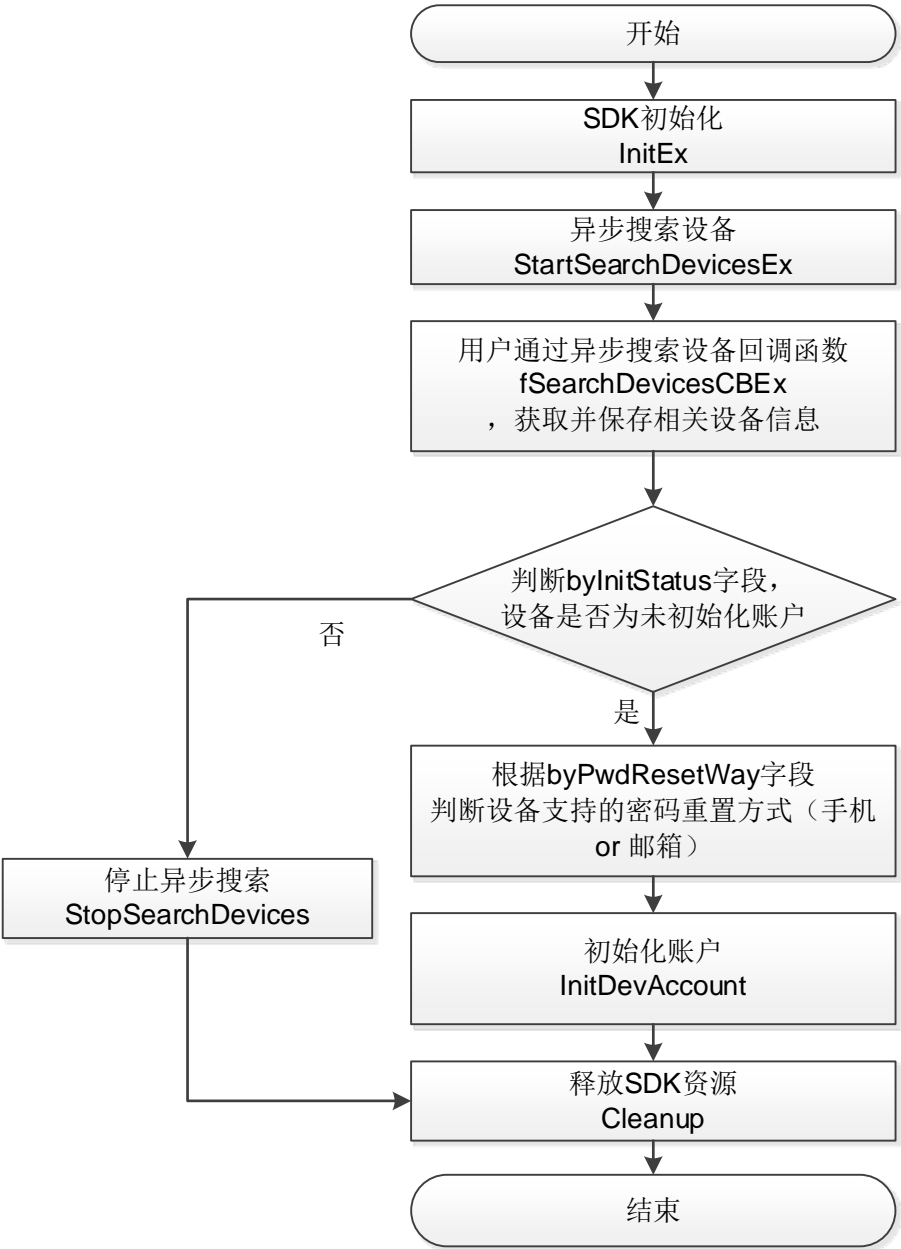 开始
SDK初始化
InitEx
异步搜索设备
StartSearchDevicesEx
用户通过异步搜索设备回调函数
fSearchDevicesCBEx
，获取并保存相关设备信息
判断byInitStatus字段，
设备是否为未初始化账户
否
是
根据byPwdResetWay字段
判断设备支持的密码重置方式（手机
or 邮箱）
停止异步搜索
StopSearchDevices
初始化账户
InitDevAccount
释放SDK资源
Cleanup
结束